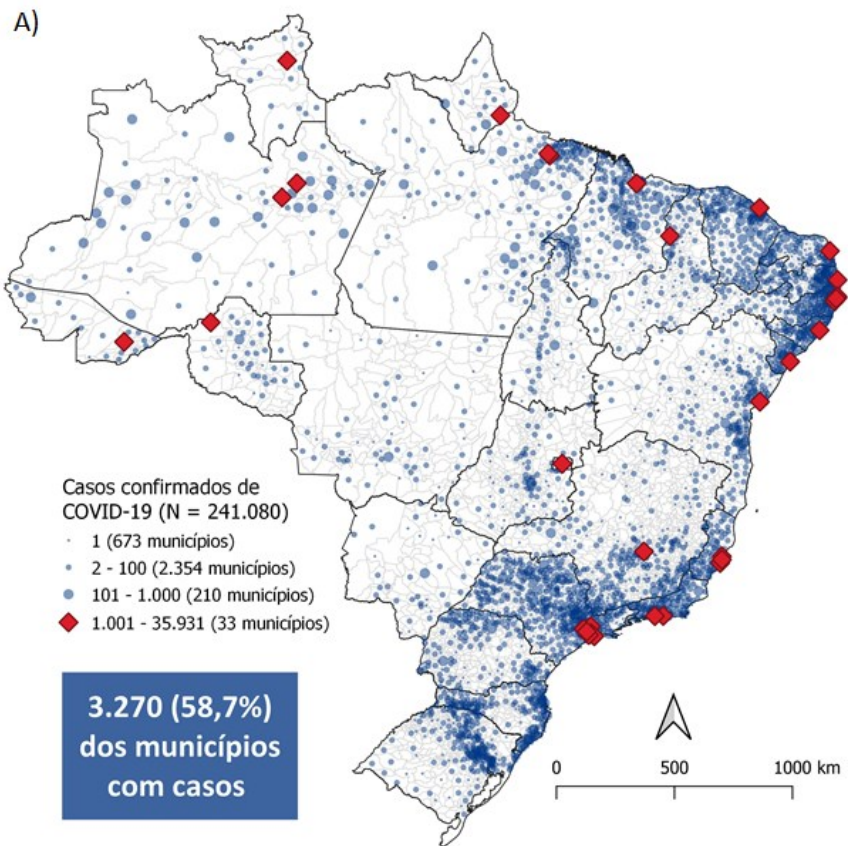 A)
Casos confirmados de
COVID-19 (N = 241.080)
1 (673 municípios)
2 - 100 (2.354 municípios)
101 - 1.000 (210 municípios)
1.001 - 35.931 (33 municípios)
3.270 (58,7%)
dos municípios
com casos
0 500 1000 km